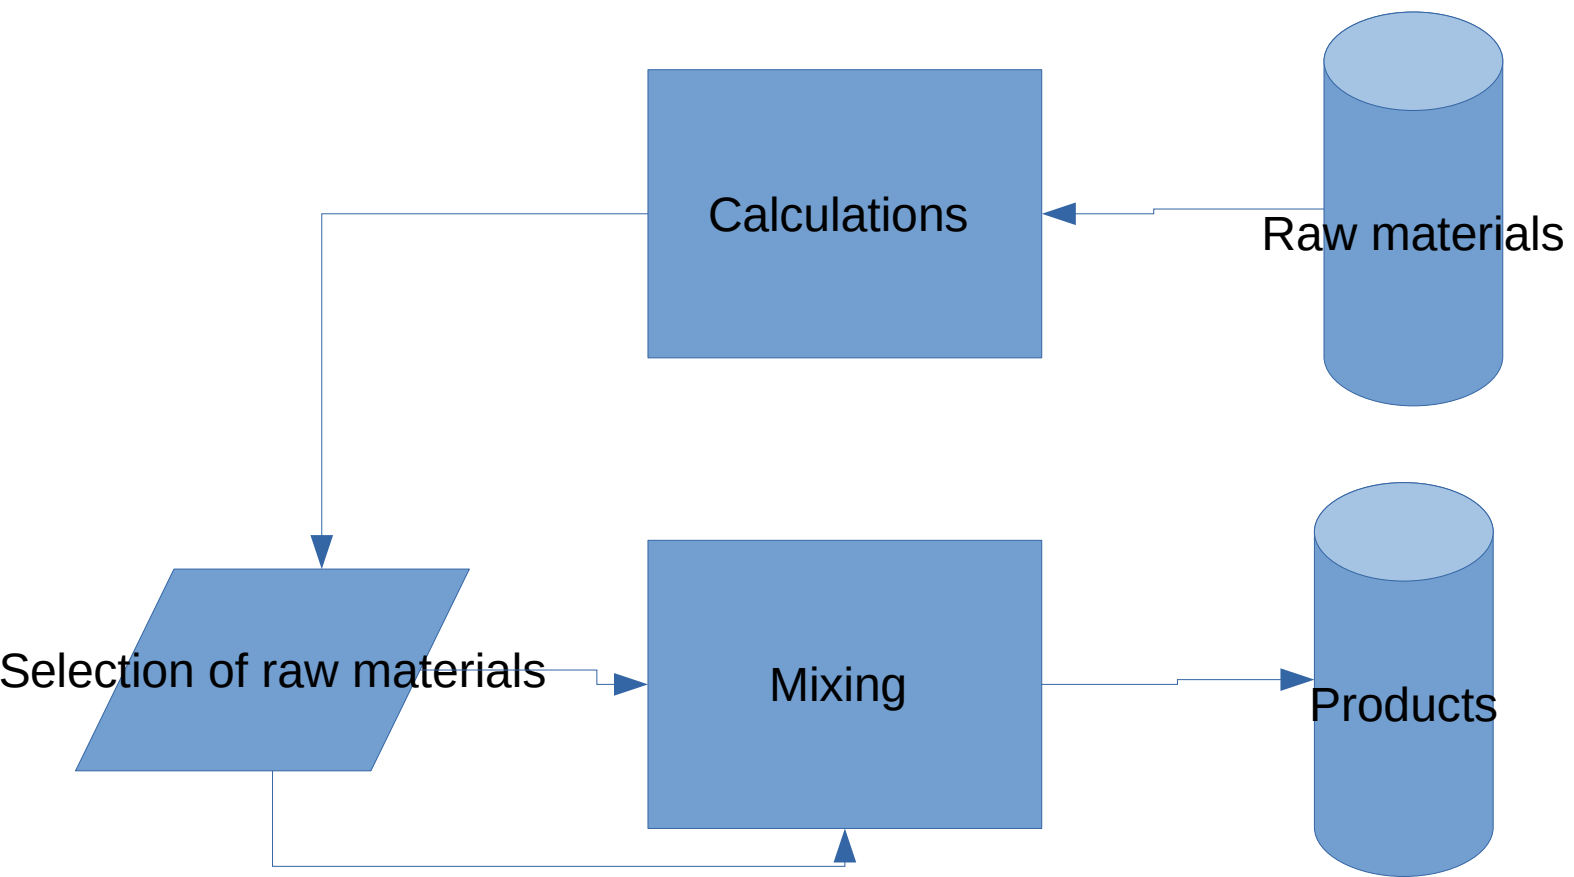 Calculations
Raw materials
Selection of raw materials
Mixing
Products